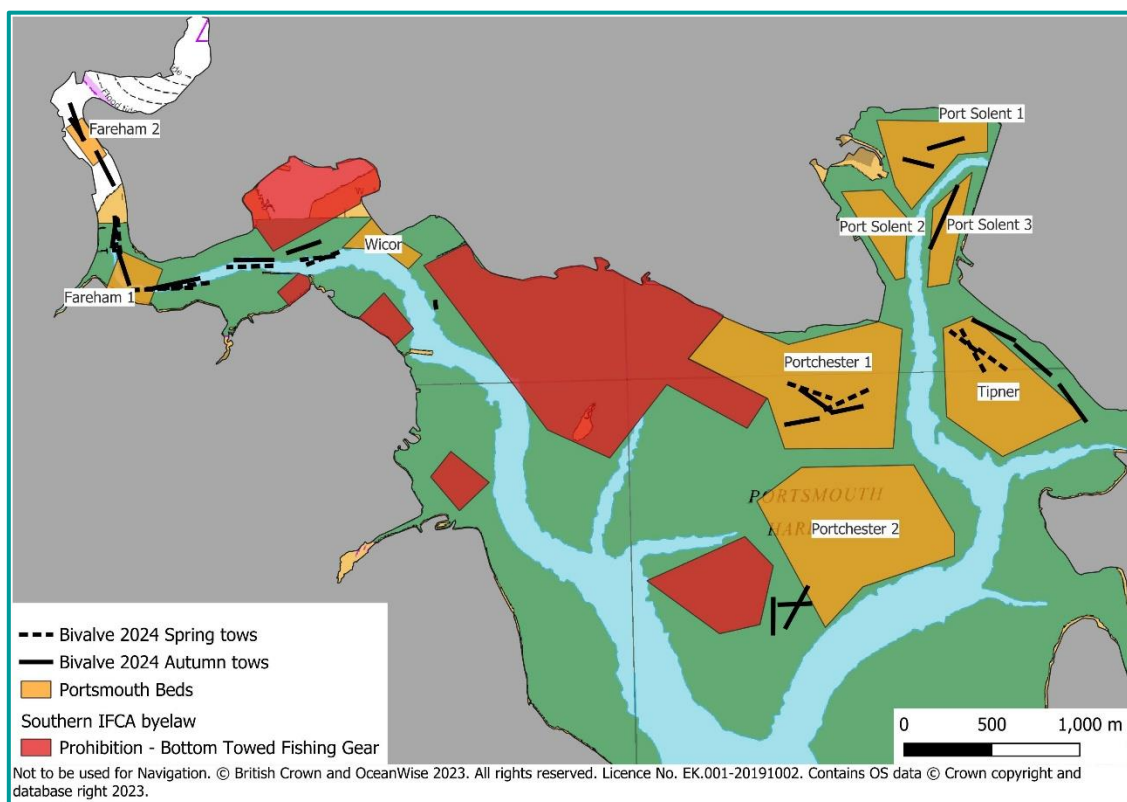 Flood tide
Fareham 2
Port Solent 1
Port Solent 2
Port Solent 3
Wicor
Fareham 1
Portchester 1
Tipner
PORTSMOUTH
Portchester 2
Bivalve 2024 Spring tows
Bivalve 2024 Autumn tows
Portsmouth Beds
Southern IFCA byelaw
Prohibition - Bottom Towed Fishing Gear
0 500 1,000 m
Not to be used for Navigation. © British Crown and OceanWise 2023. All rights reserved. Licence No. EK.001-20191002. Contains OS data © Crown copyright and
database right 2023.